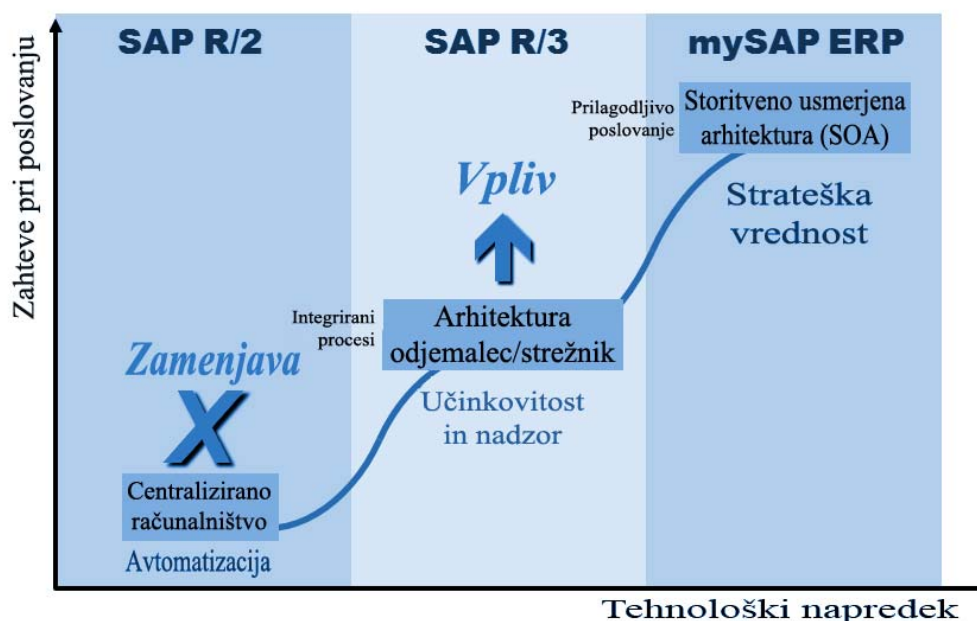 SAP R/2
SAP R/3
mySAP ERP
Zahteve pri poslovanju
Prilagodljivo
poslovanje
Storitveno usmerjena
arhitektura (SOA)
Strateška
vrednost
Vpliv
Integrirani
procesi
Arhitektura
odjemalec/strežnik
Učinkovitost
in nadzor
Zamenjava
X
Centralizirano
računalništvo
Avtomatizacija
Tehnološki napredek